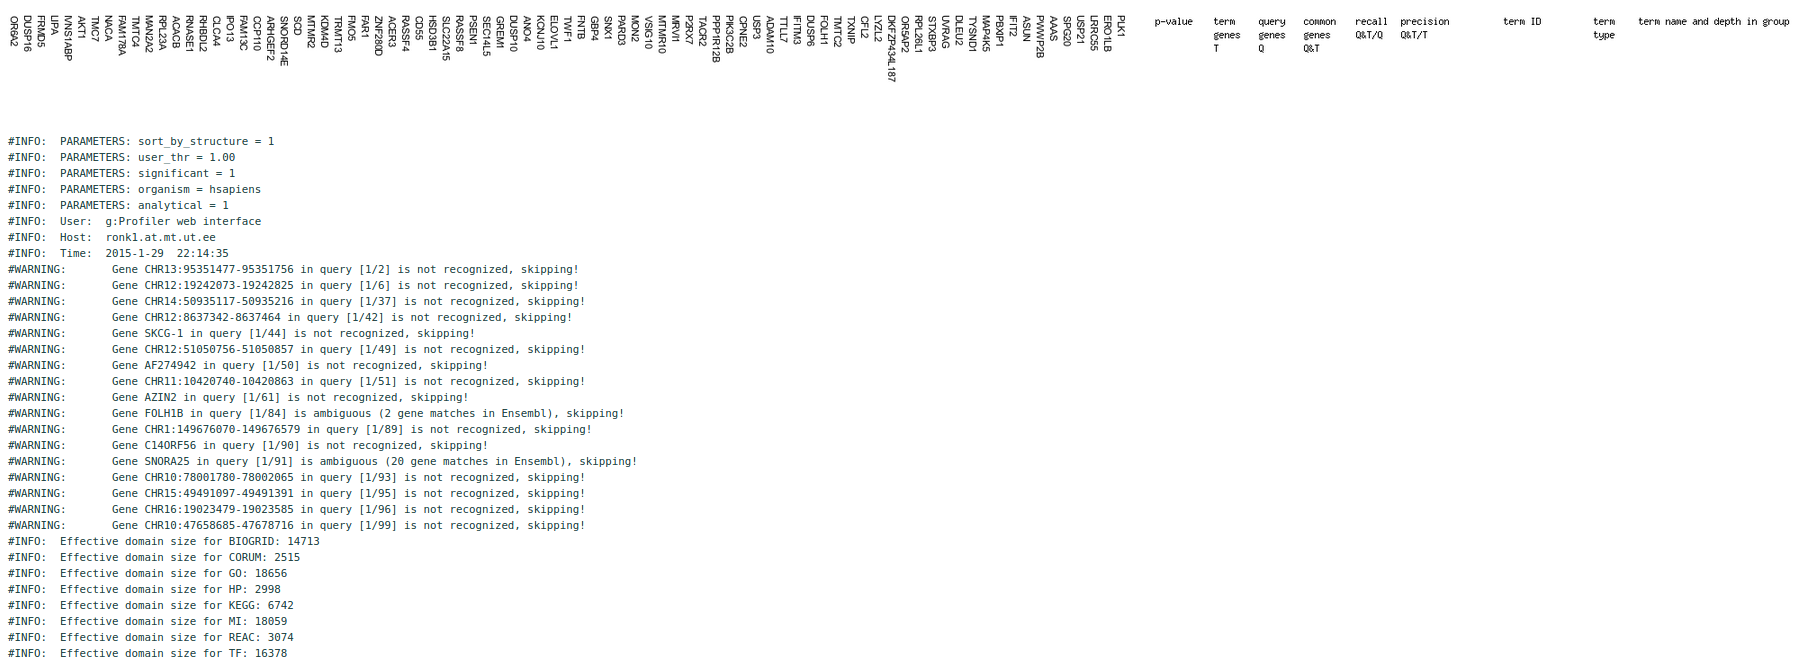 OR6A2
DUSP16
FRMD5
LIPA
IVNS1ABP
AKT1
TMC7
NACA
FAM178A
TMTC4
MAN2A2
RPL23A
ACACB
RNASE1
RHBDL2
CLCA4
IPO13
FAM13C
CCP110
ARHGEF2
SNORD14E
SCD
MTMR2
KDM4D
TRMT13
FMO5
FAR1
ZNF280D
ACER3
RASSF4
CD55
HSD3B1
SLC22A15
RASSF8
PSEN1
SEC14L5
GREM1
DUSP10
ANO4
KCNJ10
ELOVL1
TWF1
FNTB
GBP4
SNX1
PARD3
MON2
VSIG10
MTMR10
MRVI1
P2RX7
TACR2
PPP1R12B
PIK3C2B
CPNE2
USP3
ADAM10
TTLL7
IFITM3
DUSP6
FOLH1
TMTC2
TXNIP
CFL2
LYZL2
DKFZP434L187
OR5AP2
RPL26L1
STXBP3
UVRAG
DLEU2
TYSND1
MAP4K5
PBXIP1
IFIT2
ASUN
PWWP2B
AAAS
SPG20
USP21
LRRC55
ERO1LB
PLK1
p-value
term genes T
query genes Q
common genes Q&T
recall Q&T/Q
precision Q&T/T
term ID
term type
term name and depth in group
#INFO: PARAMETERS: sort_by_structure = 1
#INFO: PARAMETERS: user_thr = 1.00
#INFO: PARAMETERS: significant = 1
#INFO: PARAMETERS: organism = hsapiens
#INFO: PARAMETERS: analytical = 1
#INFO: User: g:Profiler web interface
#INFO: Host: ronk1.at.mt.ut.ee
#INFO: Time: 2015-1-29 22:14:35
#WARNING: Gene CHR13:95351477-95351756 in query [1/2] is not recognized, skipping!
#WARNING: Gene CHR12:19242073-19242825 in query [1/6] is not recognized, skipping!
#WARNING: Gene CHR14:50935117-50935216 in query [1/37] is not recognized, skipping!
#WARNING: Gene CHR12:8637342-8637464 in query [1/42] is not recognized, skipping!
#WARNING: Gene SKCG-1 in query [1/44] is not recognized, skipping!
#WARNING: Gene CHR12:51050756-51050857 in query [1/49] is not recognized, skipping!
#WARNING: Gene AF274942 in query [1/50] is not recognized, skipping!
#WARNING: Gene CHR11:10420740-10420863 in query [1/51] is not recognized, skipping!
#WARNING: Gene AZIN2 in query [1/61] is not recognized, skipping!
#WARNING: Gene FOLH1B in query [1/84] is ambiguous (2 gene matches in Ensembl), skipping!
#WARNING: Gene CHR1:149676070-149676579 in query [1/89] is not recognized, skipping!
#WARNING: Gene C14ORF56 in query [1/90] is not recognized, skipping!
#WARNING: Gene SNORA25 in query [1/91] is ambiguous (20 gene matches in Ensembl), skipping!
#WARNING: Gene CHR10:78001780-78002065 in query [1/93] is not recognized, skipping!
#WARNING: Gene CHR15:49491097-49491391 in query [1/95] is not recognized, skipping!
#WARNING: Gene CHR16:19023479-19023585 in query [1/96] is not recognized, skipping!
#WARNING: Gene CHR10:47658685-47678716 in query [1/99] is not recognized, skipping!
#INFO: Effective domain size for BIOGRID: 14713
#INFO: Effective domain size for CORUM: 2515
#INFO: Effective domain size for GO: 18656
#INFO: Effective domain size for HP: 2998
#INFO: Effective domain size for KEGG: 6742
#INFO: Effective domain size for MI: 18059
#INFO: Effective domain size for REAC: 3074
#INFO: Effective domain size for TF: 16378